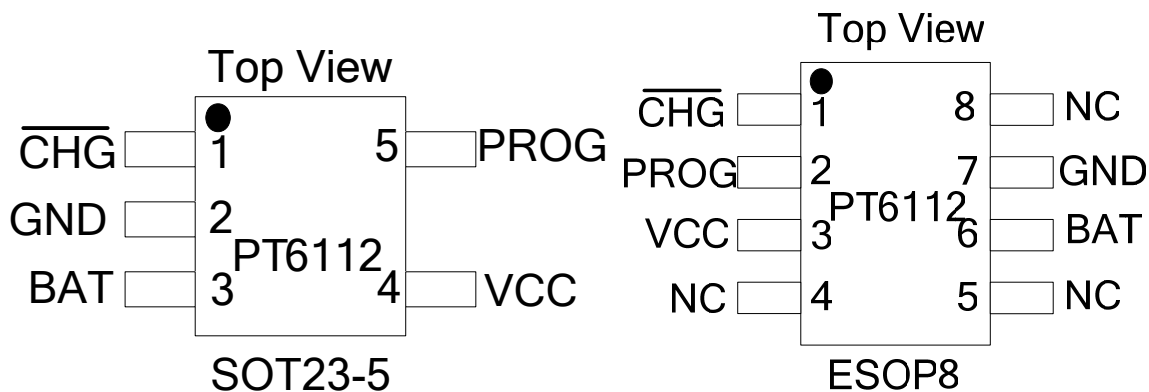 Top View
CHG 1 5 PROG
GND 2
PT6112
BAT 3 4 VCC
SOT23-5
Top View
CHG 1 8 NC
PROG 2 7 GND
PT6112
VCC 3 6 BAT
NC 4 5 NC
ESOP8